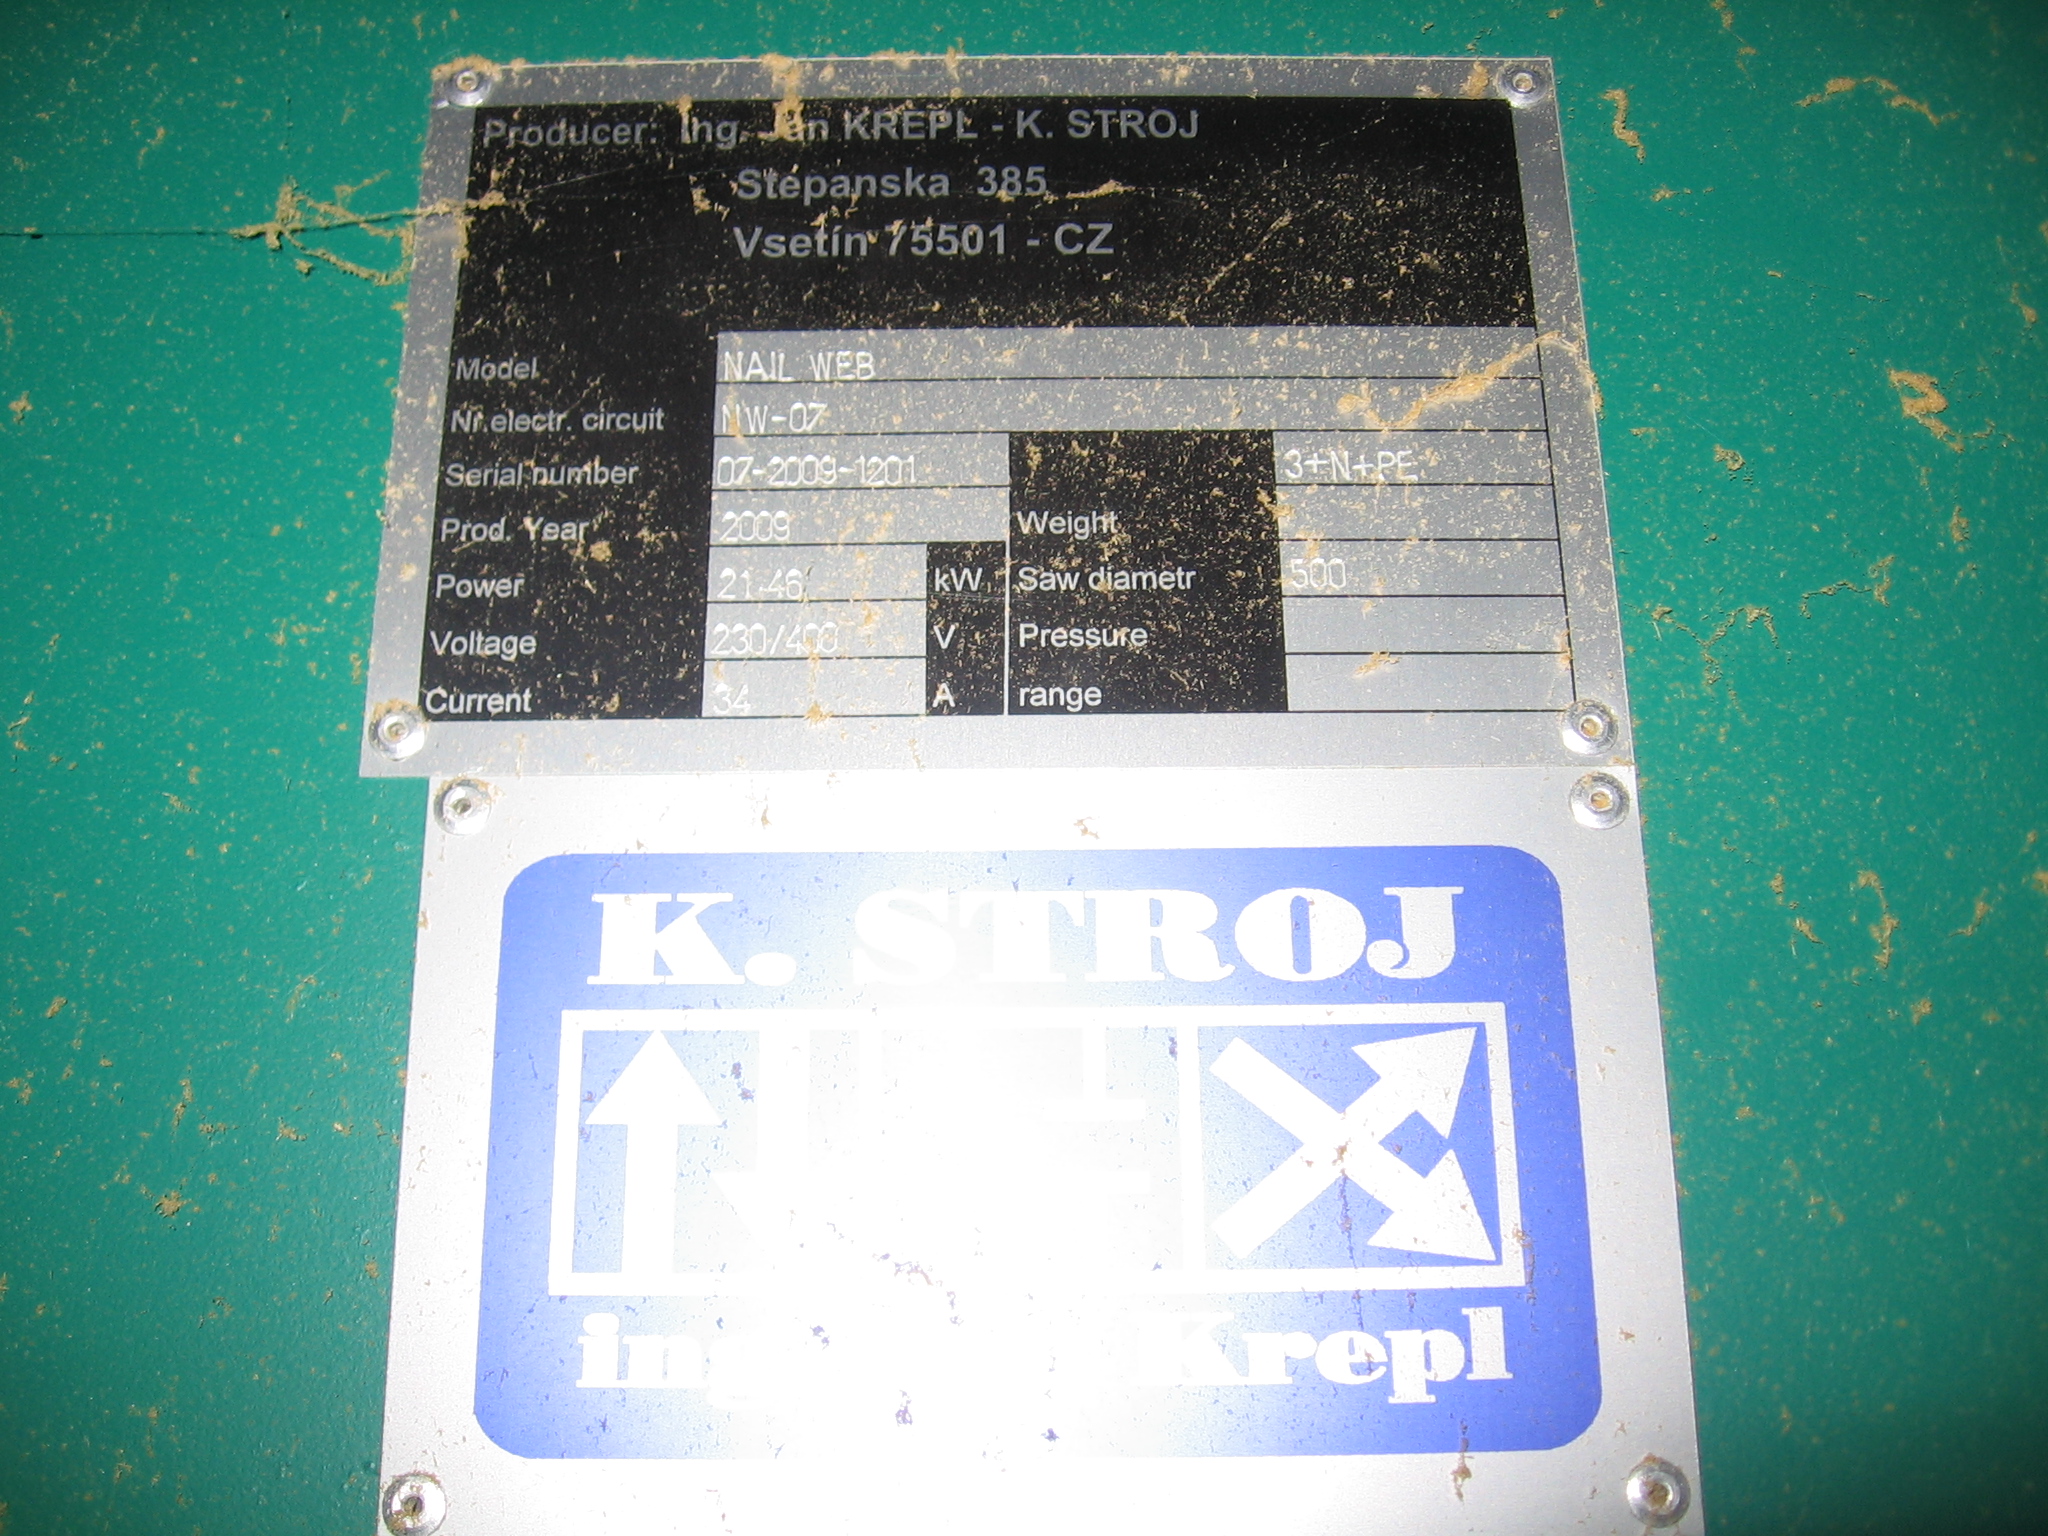 Producer: Ing. Jan KREPL - K. STROJ
Stepanska 385
Vsetín 75501 - CZ
Model NAIL WEB
Nr.electr. circuit NW-07
Serial number 07-2009-1201 3+N+PE
Prod. Year 2009 Weight
Power 21.46 kW Saw diametr 500
Voltage 230/400 V Pressure
Current 34 A range
K. STROJ
ing Krepl